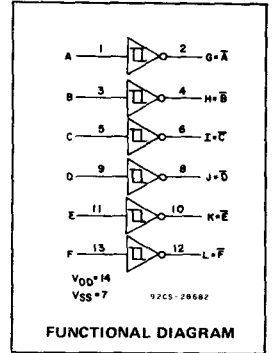 A 1 2 G=A̅
B 3 4 H=B̅
C 5 6 I=C̅
D 9 8 J=D̅
E 11 10 K=E̅
F 13 12 L=F̅
VDD=14
VSS=7
92CS-28682
FUNCTIONAL DIAGRAM